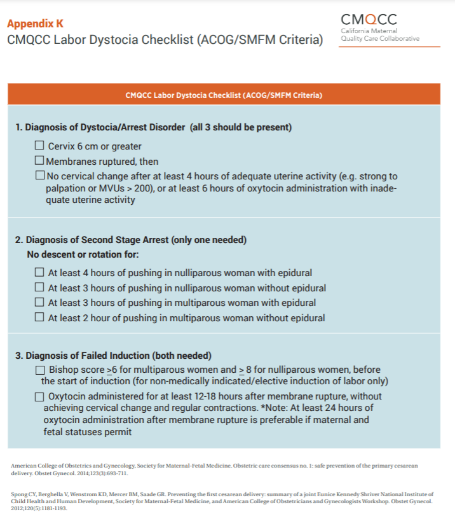 Appendix K
CMQCC Labor Dystocia Checklist (ACOG/SMFM Criteria)
CMQCC
California Maternal
Quality Care Collaborative
CMQCC Labor Dystocia Checklist (ACOG/SMFM Criteria)
1. Diagnosis of Dystocia/Arrest Disorder (all 3 should be present)
Cervix 6 cm or greater
Membranes ruptured, then
No cervical change after at least 4 hours of adequate uterine activity (e.g. strong to
palpation or MVUs > 200), or at least 6 hours of oxytocin administration with inade-
quate uterine activity
2. Diagnosis of Second Stage Arrest (only one needed)
No descent or rotation for:
At least 4 hours of pushing in nulliparous woman with epidural
At least 3 hours of pushing in nulliparous woman without epidural
At least 3 hours of pushing in multiparous woman with epidural
At least 2 hour of pushing in multiparous woman without epidural
3. Diagnosis of Failed Induction (both needed)
Bishop score ≥6 for multiparous women and ≥ 8 for nulliparous women, before
the start of induction (for non-medically indicated/elective induction of labor only)
Oxytocin administered for at least 12-18 hours after membrane rupture, without
achieving cervical change and regular contractions. *Note: At least 24 hours of
oxytocin administration after membrane rupture is preferable if maternal and
fetal statuses permit
American College of Obstetrics and Gynecology, Society for Maternal-Fetal Medicine. Obstetric care consensus no. 1: safe prevention of the primary cesarean
delivery. Obstet Gynecol. 2014;123(3):693-711.
Spong CY, Berghella V, Wenstrom KD, Mercer BM, Saade GR. Preventing the first cesarean delivery: summary of a joint Eunice Kennedy Shriver National Institute of
Child Health and Human Development, Society for Maternal-Fetal Medicine, and American College of Obstetricians and Gynecologists Workshop. Obstet Gynecol.
2012;120(5):1181-1193.